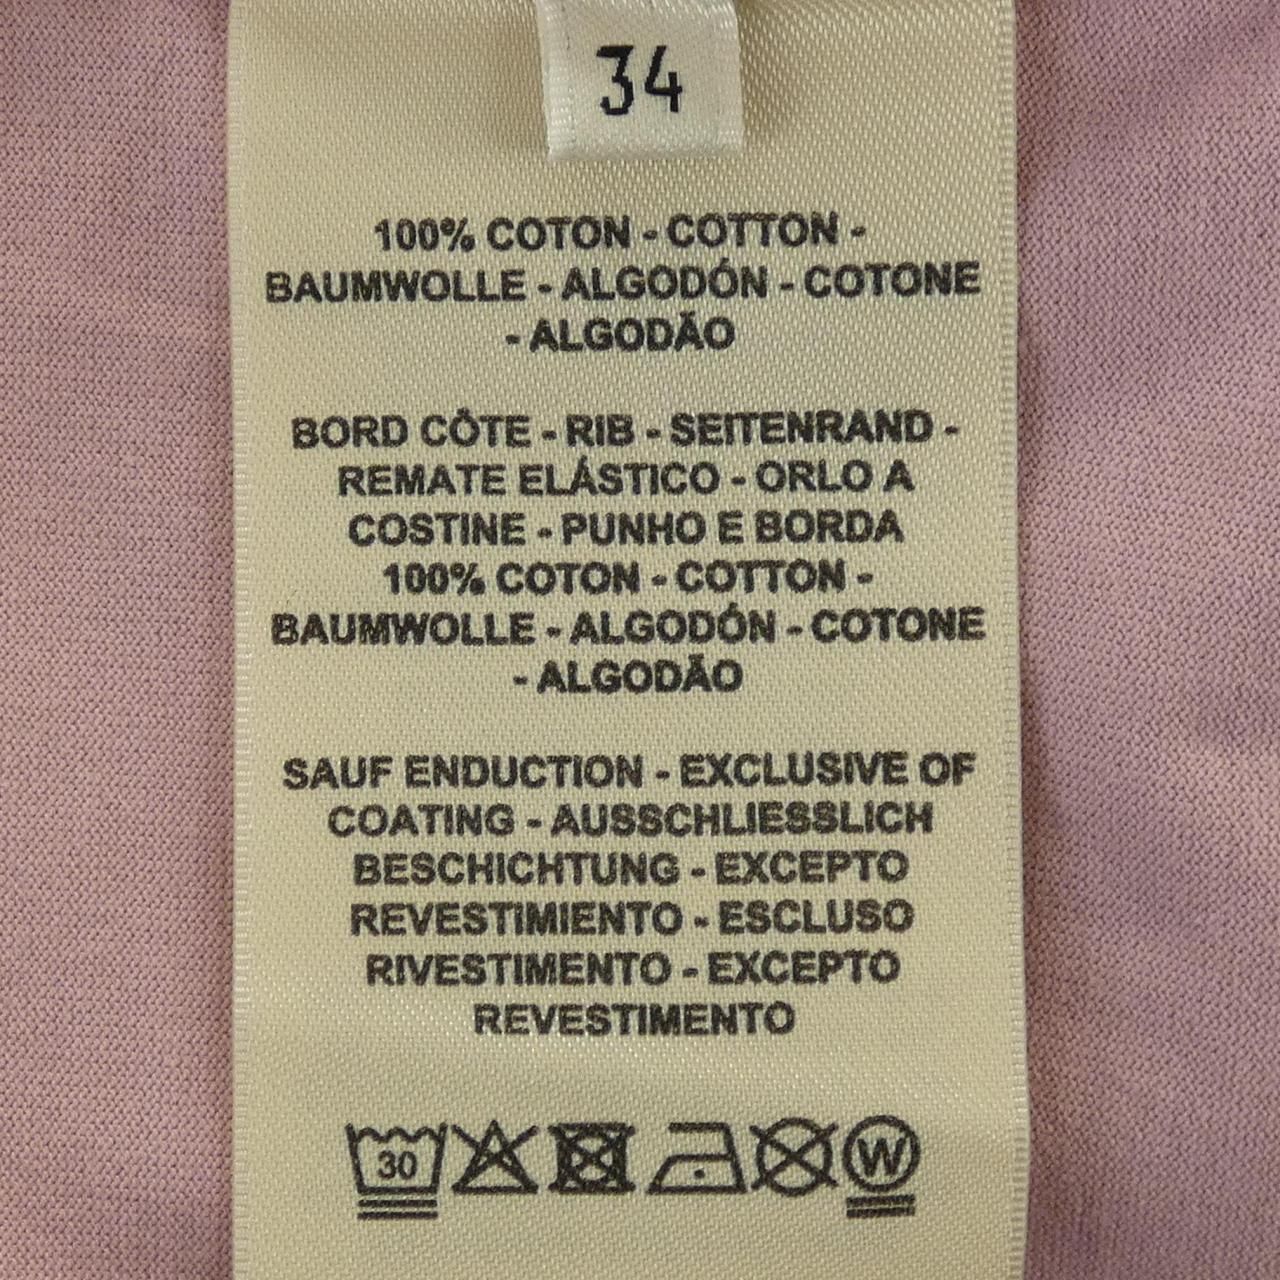 34
100% COTON - COTTON -
BAUMWOLLE - ALGODÓN - COTONE
- ALGODÃO
BORD CÔTE - RIB - SEITENRAND -
REMATE ELÁSTICO - ORLO A
COSTINE - PUNHO E BORDA
100% COTON - COTTON -
BAUMWOLLE - ALGODÓN - COTONE
- ALGODÃO
SAUF ENDUCTION - EXCLUSIVE OF
COATING - AUSSCHLIESSLICH
BESCHICHTUNG - EXCEPTO
REVESTIMIENTO - ESCLUSO
RIVESTIMENTO - EXCEPTO
REVESTIMENTO
30 W